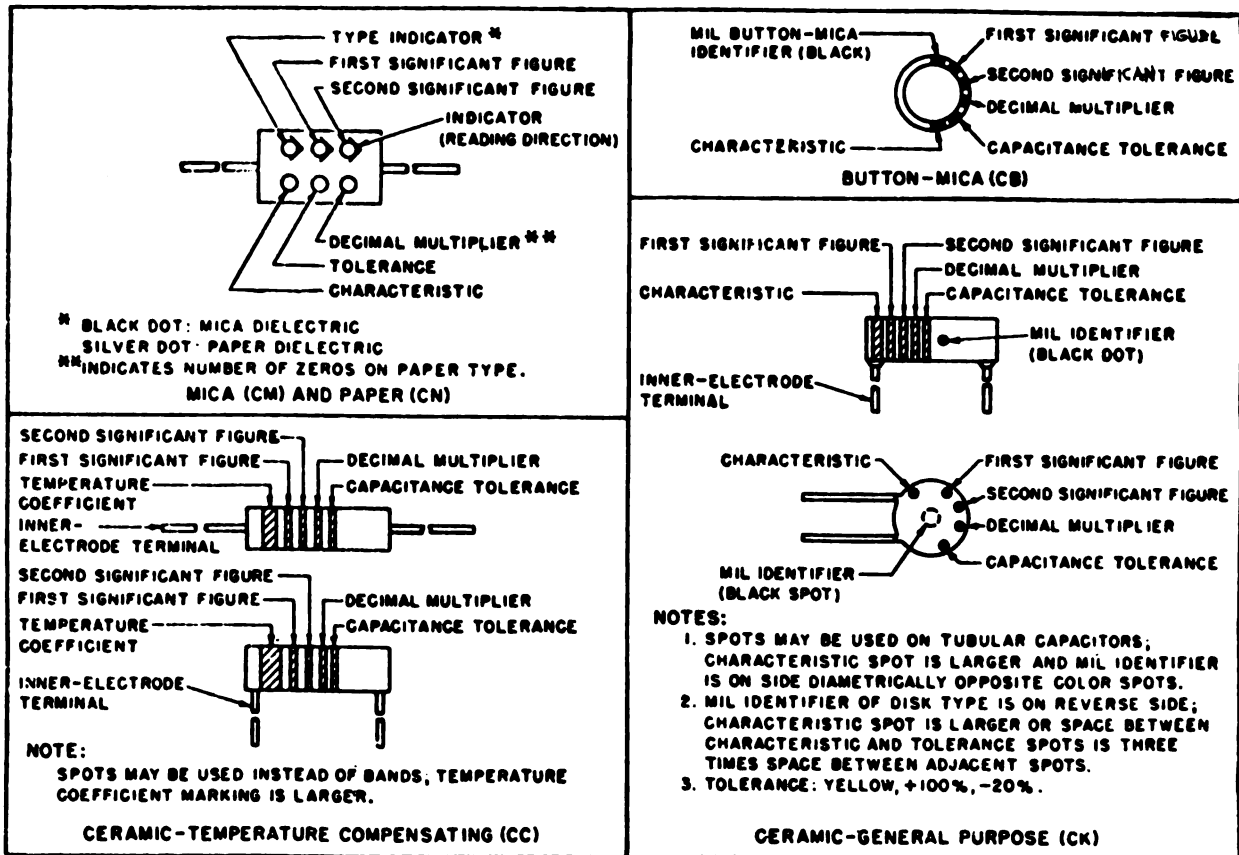 TYPE INDICATOR *
FIRST SIGNIFICANT FIGURE
SECOND SIGNIFICANT FIGURE
INDICATOR
(READING DIRECTION)
DECIMAL MULTIPLIER **
TOLERANCE
CHARACTERISTIC
* BLACK DOT: MICA DIELECTRIC
SILVER DOT: PAPER DIELECTRIC
**INDICATES NUMBER OF ZEROS ON PAPER TYPE.
MICA (CM) AND PAPER (CN)
MIL BUTTON-MICA
IDENTIFIER (BLACK)
FIRST SIGNIFICANT FIGURE
SECOND SIGNIFICANT FIGURE
DECIMAL MULTIPLIER
CHARACTERISTIC
CAPACITANCE TOLERANCE
BUTTON-MICA (CB)
SECOND SIGNIFICANT FIGURE
FIRST SIGNIFICANT FIGURE
DECIMAL MULTIPLIER
TEMPERATURE
COEFFICIENT
CAPACITANCE TOLERANCE
INNER-
ELECTRODE TERMINAL
SECOND SIGNIFICANT FIGURE
FIRST SIGNIFICANT FIGURE
DECIMAL MULTIPLIER
TEMPERATURE
COEFFICIENT
CAPACITANCE TOLERANCE
INNER-ELECTRODE
TERMINAL
NOTE:
SPOTS MAY BE USED INSTEAD OF BANDS; TEMPERATURE
COEFFICIENT MARKING IS LARGER.
CERAMIC-TEMPERATURE COMPENSATING (CC)
FIRST SIGNIFICANT FIGURE
SECOND SIGNIFICANT FIGURE
DECIMAL MULTIPLIER
CHARACTERISTIC
CAPACITANCE TOLERANCE
MIL IDENTIFIER
(BLACK DOT)
INNER-ELECTRODE
TERMINAL
CHARACTERISTIC
FIRST SIGNIFICANT FIGURE
SECOND SIGNIFICANT FIGURE
DECIMAL MULTIPLIER
CAPACITANCE TOLERANCE
MIL IDENTIFIER
(BLACK SPOT)
NOTES:
1. SPOTS MAY BE USED ON TUBULAR CAPACITORS;
CHARACTERISTIC SPOT IS LARGER AND MIL IDENTIFIER
IS ON SIDE DIAMETRICALLY OPPOSITE COLOR SPOTS.
2. MIL IDENTIFIER OF DISK TYPE IS ON REVERSE SIDE;
CHARACTERISTIC SPOT IS LARGER OR SPACE BETWEEN
CHARACTERISTIC AND TOLERANCE SPOTS IS THREE
TIMES SPACE BETWEEN ADJACENT SPOTS.
3. TOLERANCE: YELLOW, +100%, -20%.
CERAMIC-GENERAL PURPOSE (CK)